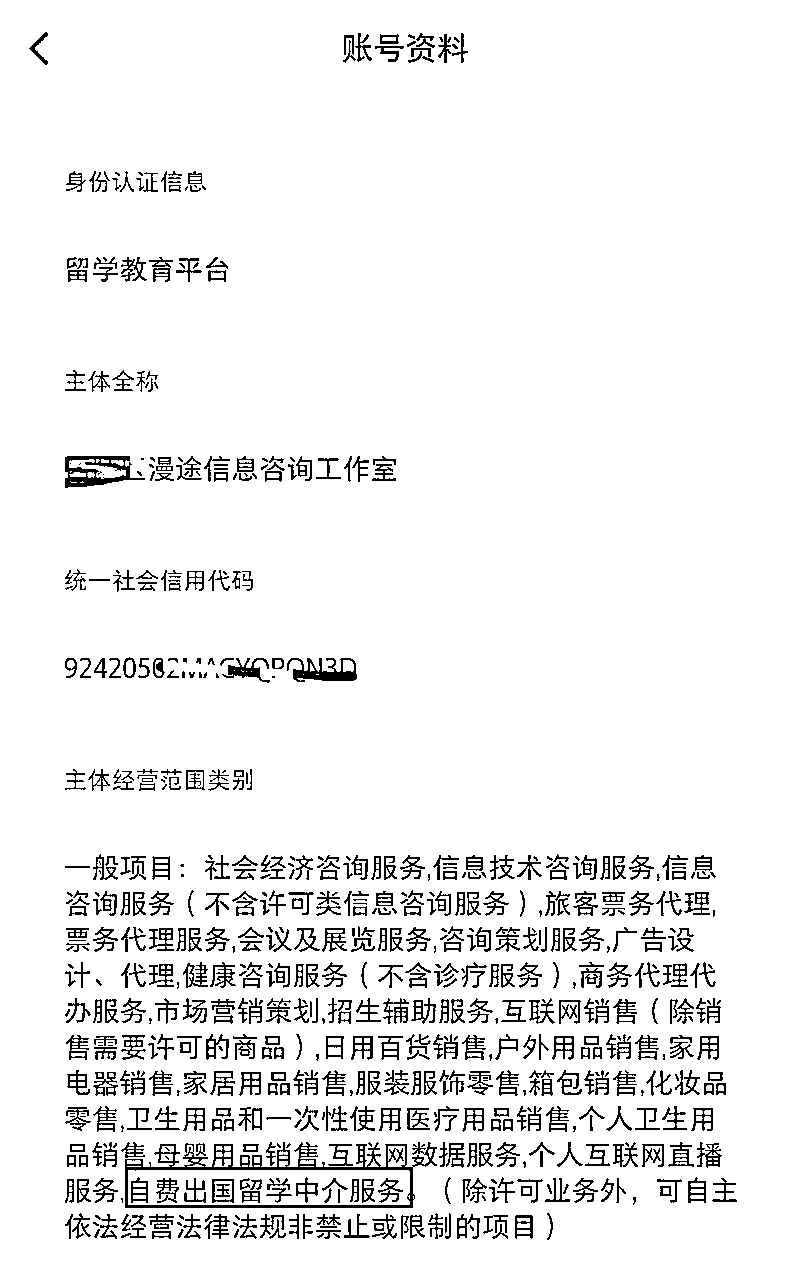 账号资料
身份认证信息
留学教育平台
主体全称
漫途信息咨询工作室
统一社会信用代码
9242050
主体经营范围类别
一般项目：社会经济咨询服务,信息技术咨询服务,信息
咨询服务（不含许可类信息咨询服务）,旅客票务代理,
票务代理服务,会议及展览服务,咨询策划服务,广告设
计、代理,健康咨询服务（不含诊疗服务）,商务代理代
办服务,市场营销策划,招生辅助服务,互联网销售（除销
售需要许可的商品）,日用百货销售,户外用品销售,家用
电器销售,家居用品销售,服装服饰零售,箱包销售,化妆品
零售,卫生用品和一次性使用医疗用品销售,个人卫生用
品销售,母婴用品销售,互联网数据服务,个人互联网直播
服务,自费出国留学中介服务。（除许可业务外，可自主
依法经营法律法规非禁止或限制的项目）